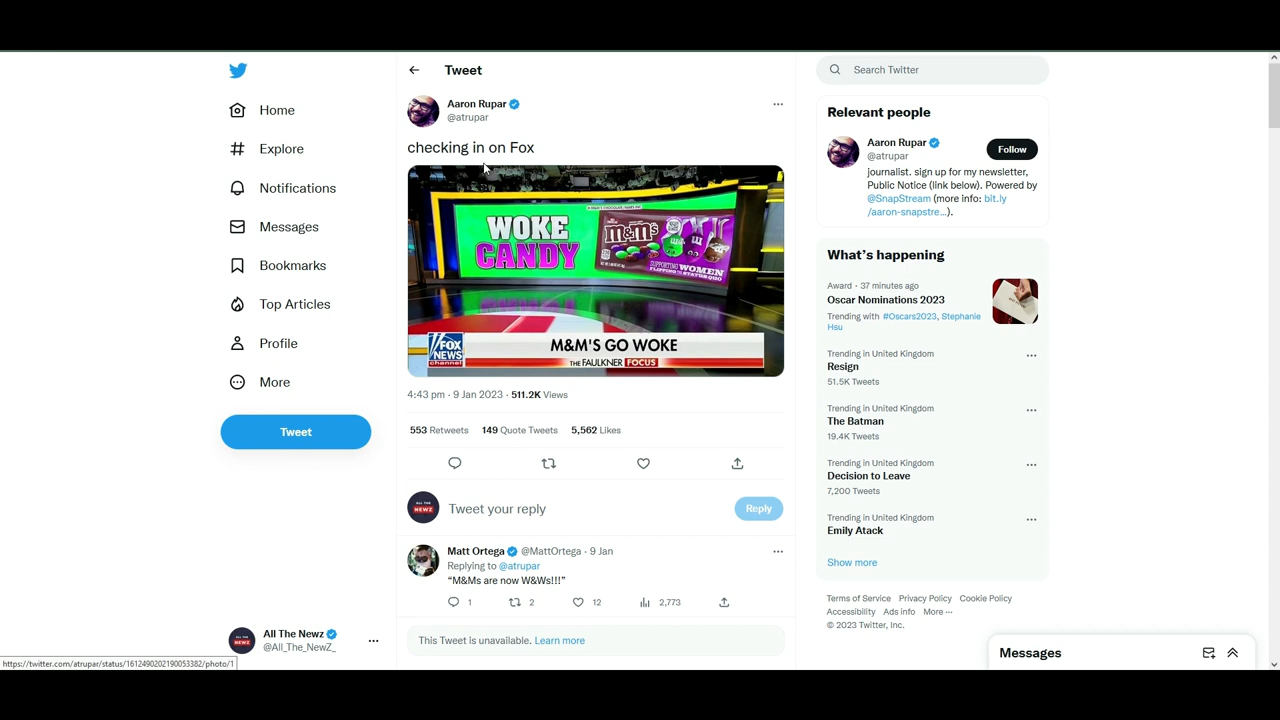 Tweet
Search Twitter
Home
Explore
Notifications
Messages
Bookmarks
Top Articles
Profile
More
Tweet
All The Newz
@All_The_NewZ_
https://twitter.com/atrupar/status/1612490202190053382/photo/1
Aaron Rupar
@atrupar
checking in on Fox
WOKE
CANDY
m&m's
SUPPORTING WOMEN
FLIPPING THE STATUS QUO
FOX
NEWS
channel
M&M'S GO WOKE
THE FAULKNER FOCUS
4:43 pm · 9 Jan 2023 · 511.2K Views
553 Retweets 149 Quote Tweets 5,562 Likes
ALL THE
NEWZ
Tweet your reply
Reply
Matt Ortega @MattOrtega · 9 Jan
Replying to @atrupar
“M&Ms are now W&Ws!!!”
1 2 12 2,773
This Tweet is unavailable. Learn more
Relevant people
Aaron Rupar
@atrupar
Follow
journalist. sign up for my newsletter,
Public Notice (link below). Powered by
@SnapStream (more info: bit.ly
/aaron-snapstre...).
What's happening
Award · 37 minutes ago
Oscar Nominations 2023
Trending with #Oscars2023, Stephanie
Hsu
Trending in United Kingdom
Resign
51.5K Tweets
Trending in United Kingdom
The Batman
19.4K Tweets
Trending in United Kingdom
Decision to Leave
7,200 Tweets
Trending in United Kingdom
Emily Atack
Show more
Terms of Service Privacy Policy Cookie Policy
Accessibility Ads info More ···
© 2023 Twitter, Inc.
Messages